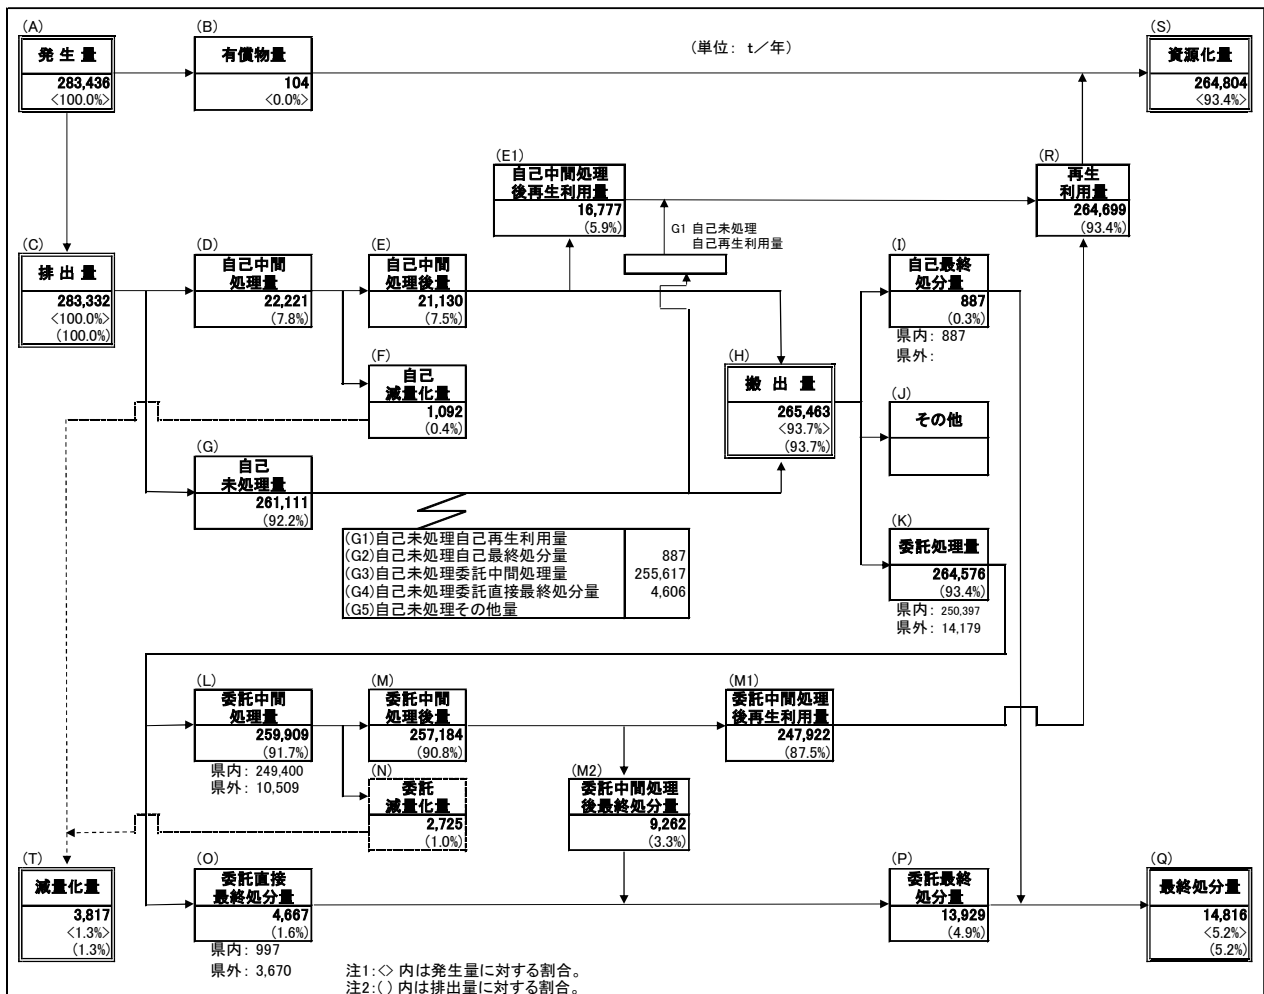 (A)
発 生 量
283,436
<100.0%>
(B)
有償物量
104
<0.0%>
(単位： t／年)
(S)
資源化量
264,804
<93.4%>
(E1)
自己中間処理
後再生利用量
16,777
(5.9%)
G1 自己未処理
自己再生利用量
(R)
再生
利用量
264,699
(93.4%)
(C)
排 出 量
283,332
<100.0%>
(100.0%)
(D)
自己中間
処理量
22,221
(7.8%)
(E)
自己中間
処理後量
21,130
(7.5%)
(F)
自己
減量化量
1,092
(0.4%)
(G)
自己
未処理量
261,111
(92.2%)
(H)
搬 出 量
265,463
<93.7%>
(93.7%)
(I)
自己最終
処分量
887
(0.3%)
県内： 887
県外：
(J)
その他
(K)
委託処理量
264,576
(93.4%)
県内： 250,397
県外： 14,179
(G1)自己未処理自己再生利用量
(G2)自己未処理自己最終処分量 887
(G3)自己未処理委託中間処理量 255,617
(G4)自己未処理委託直接最終処分量 4,606
(G5)自己未処理その他量
(L)
委託中間
処理量
259,909
(91.7%)
県内： 249,400
県外： 10,509
(M)
委託中間
処理後量
257,184
(90.8%)
(N)
委託
減量化量
2,725
(1.0%)
(M1)
委託中間処理
後再生利用量
247,922
(87.5%)
(M2)
委託中間処理
後最終処分量
9,262
(3.3%)
(T)
減量化量
3,817
<1.3%>
(1.3%)
(O)
委託直接
最終処分量
4,667
(1.6%)
県内： 997
県外： 3,670
(P)
委託最終
処分量
13,929
(4.9%)
(Q)
最終処分量
14,816
<5.2%>
(5.2%)
注1：<> 内は発生量に対する割合。
注2：( ) 内は排出量に対する割合。